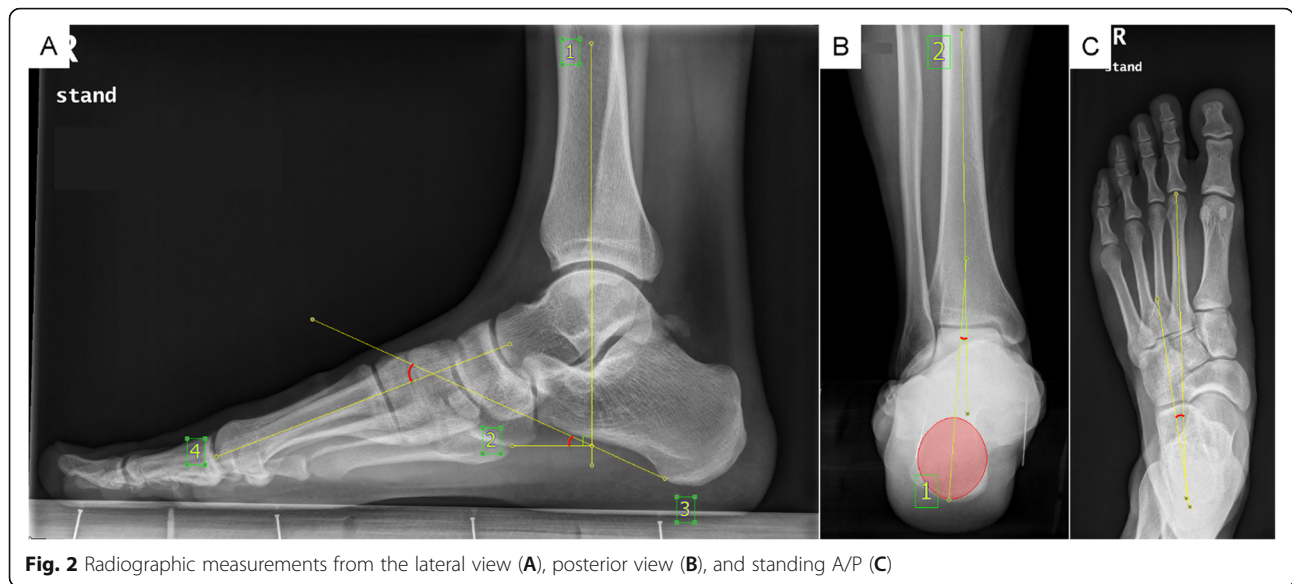 A
R
stand
1
2
3
4
B
2
1
C
R
stand
Fig. 2 Radiographic measurements from the lateral view (A), posterior view (B), and standing A/P (C)